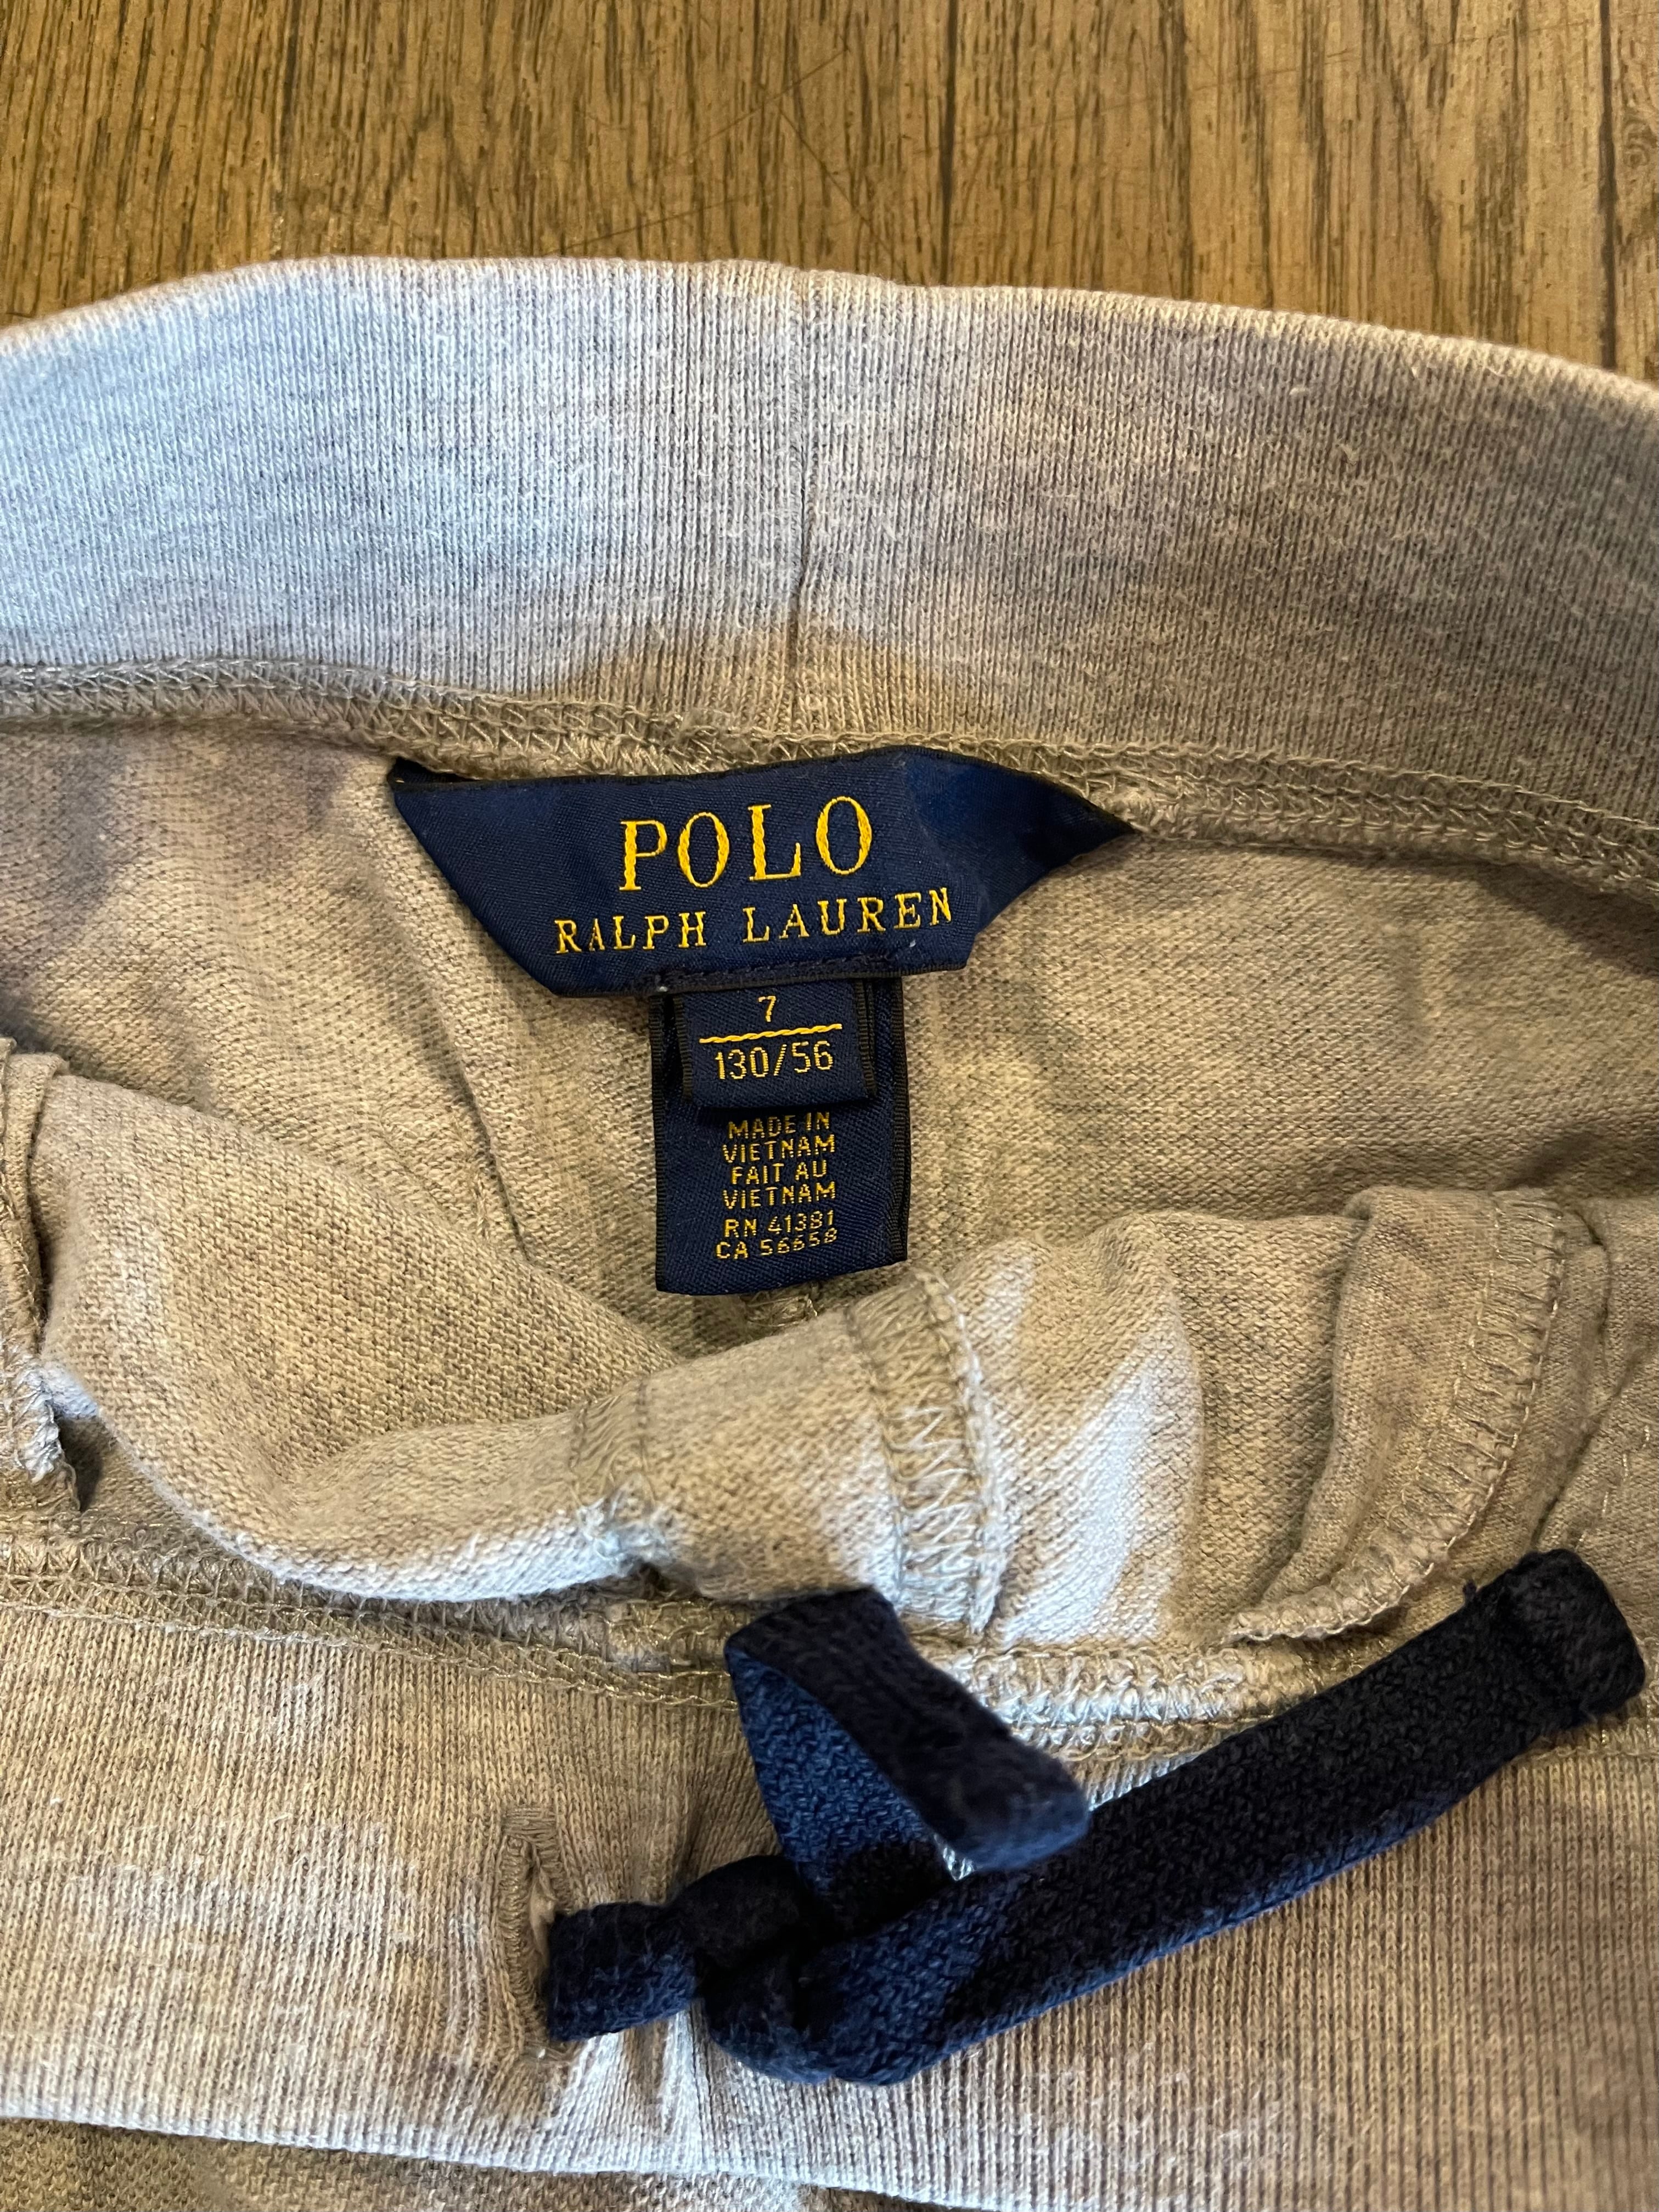 POLO
RALPH LAUREN
7
130/56
MADE IN
VIETNAM
FAIT AU
VIETNAM
RN 41381
CA 56658